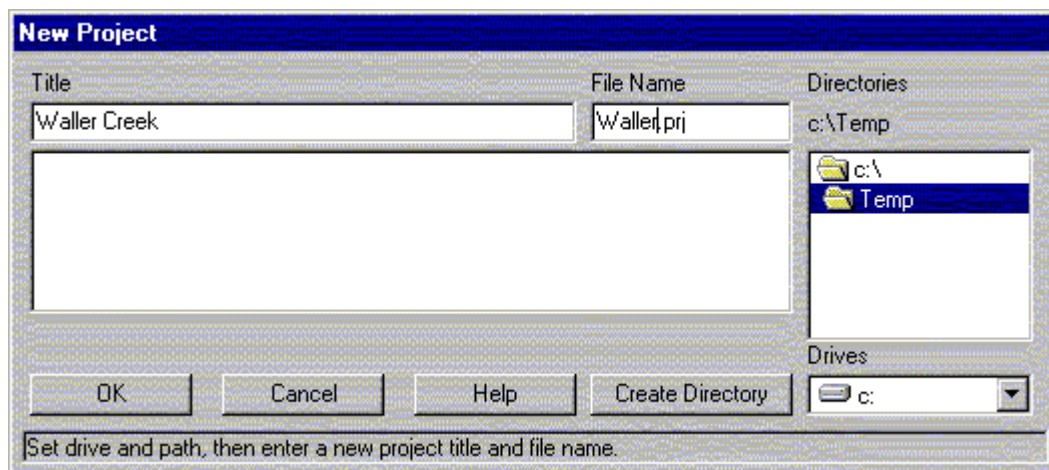 New Project
Title
File Name
Directories
Waller Creek
Waller.prj
c:\Temp
c:\
Temp
Drives
OK
Cancel
Help
Create Directory
c:
Set drive and path, then enter a new project title and file name.